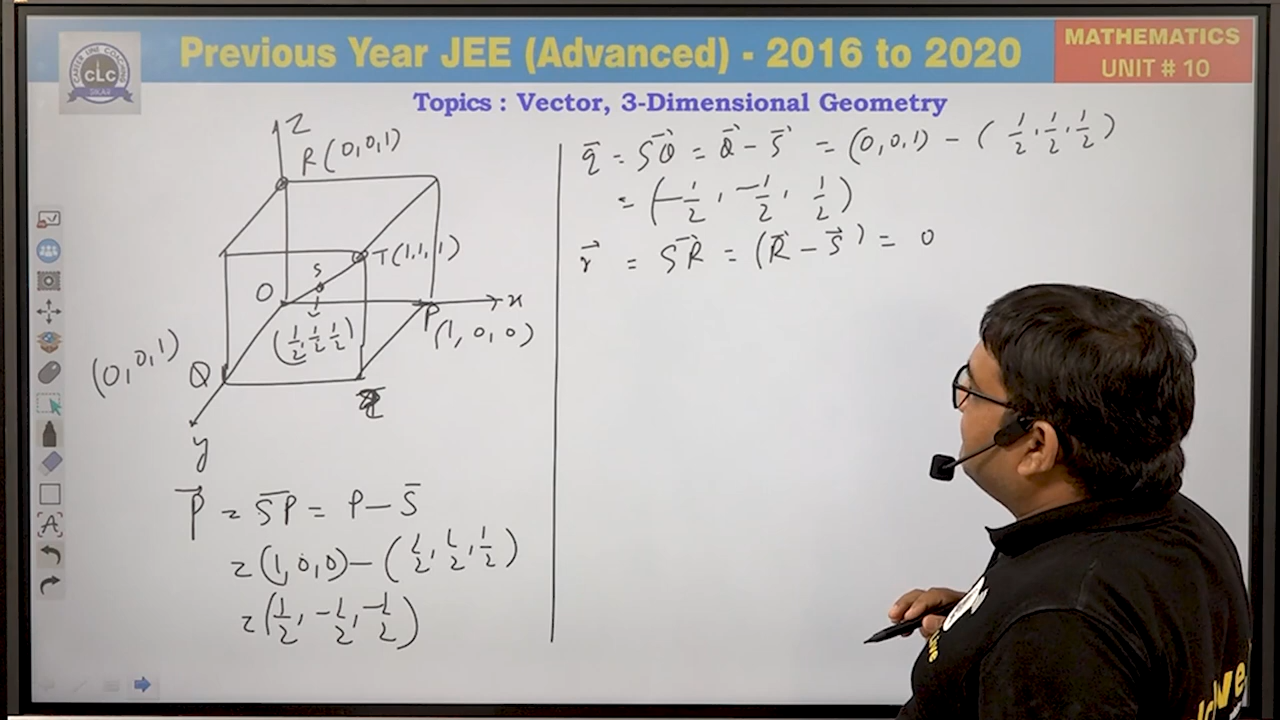 Previous Year JEE (Advanced) - 2016 to 2020
MATHEMATICS
UNIT # 10
CLC
SIKAR
Topics : Vector, 3-Dimensional Geometry
z
R(0,0,1)
T(1,1,1)
S
O
x
(1/2, 1/2, 1/2)
P
(1, 0, 0)
(0,0,1) Q
y
P⃗ = S̄P = P - S̄
= (1,0,0) - (1/2, 1/2, 1/2)
= (1/2, -1/2, -1/2)
q̄ = SQ⃗ = Q⃗ - S⃗ = (0,0,1) - (1/2, 1/2, 1/2)
= (-1/2, -1/2, 1/2)
r⃗ = SR⃗ = (R⃗ - S⃗) = 0